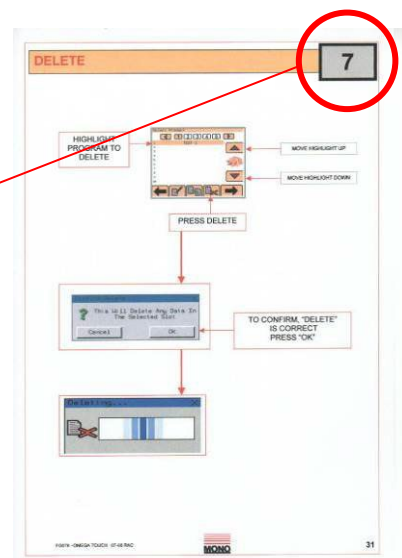 DELETE
7
HIGHLIGHT
PROGRAM TO
DELETE
MOVE HIGHLIGHT UP
MOVE HIGHLIGHT DOWN
PRESS DELETE
This Will Delete Any Data In
The Selected Slot
Cancel
OK
TO CONFIRM, "DELETE"
IS CORRECT
PRESS "OK"
Deleting...
MONO
31